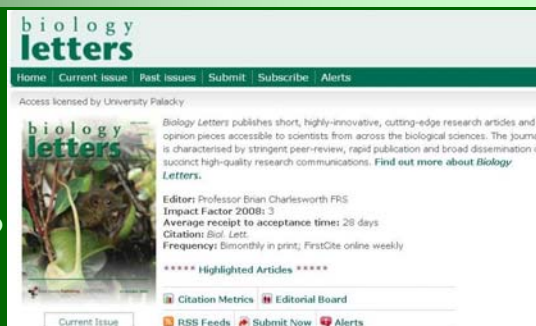 biology
letters
Home Current issue Past issues Submit Subscribe Alerts
Access licensed by University Palacky
biology
letters
Biology Letters publishes short, highly-innovative, cutting-edge research articles and
opinion pieces accessible to scientists from across the biological sciences. The journa
is characterised by stringent peer-review, rapid publication and broad dissemination o
succinct high-quality research communications. Find out more about Biology
Letters.
Editor: Professor Brian Charlesworth FRS
Impact Factor 2008: 3
Average receipt to acceptance time: 28 days
Citation: Biol. Lett.
Frequency: Bimonthly in print; FirstCite online weekly
***** Highlighted Articles *****
Citation Metrics Editorial Board
Current Issue
RSS Feeds Submit Now Alerts